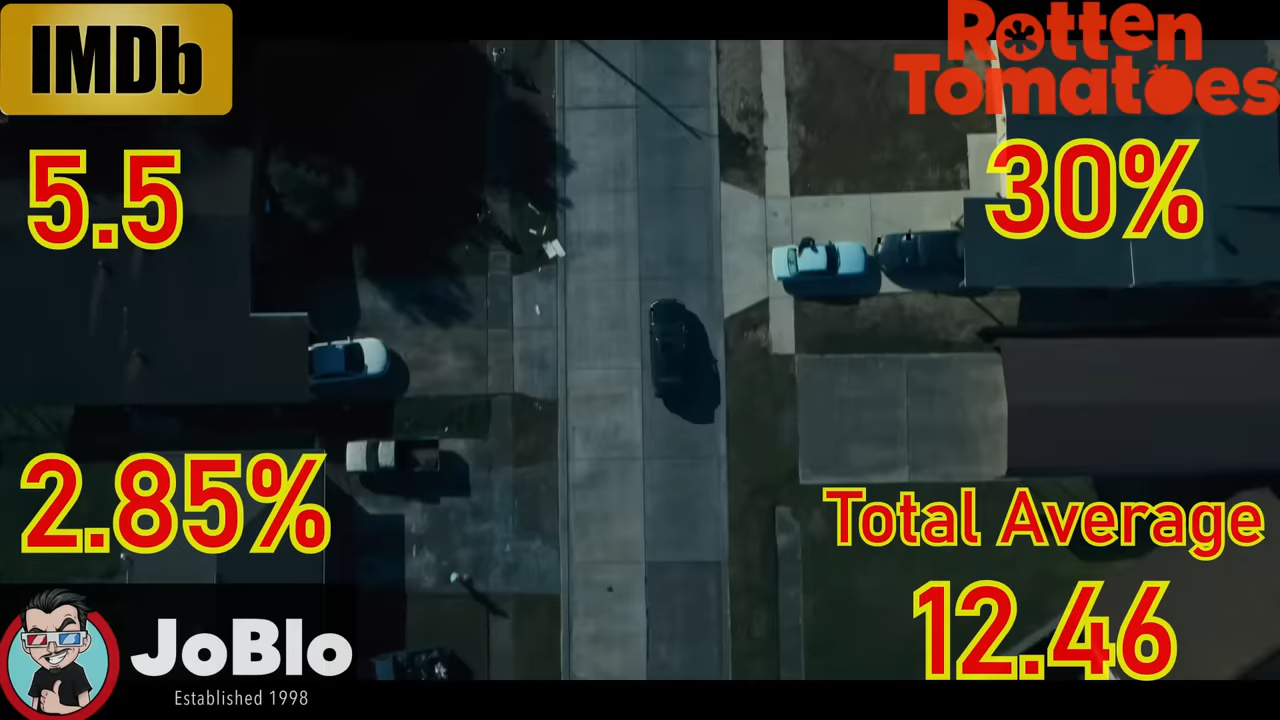 IMDb
5.5
Rotten
Tomatoes
30%
2.85%
JoBlo
Established 1998
Total Average
12.46